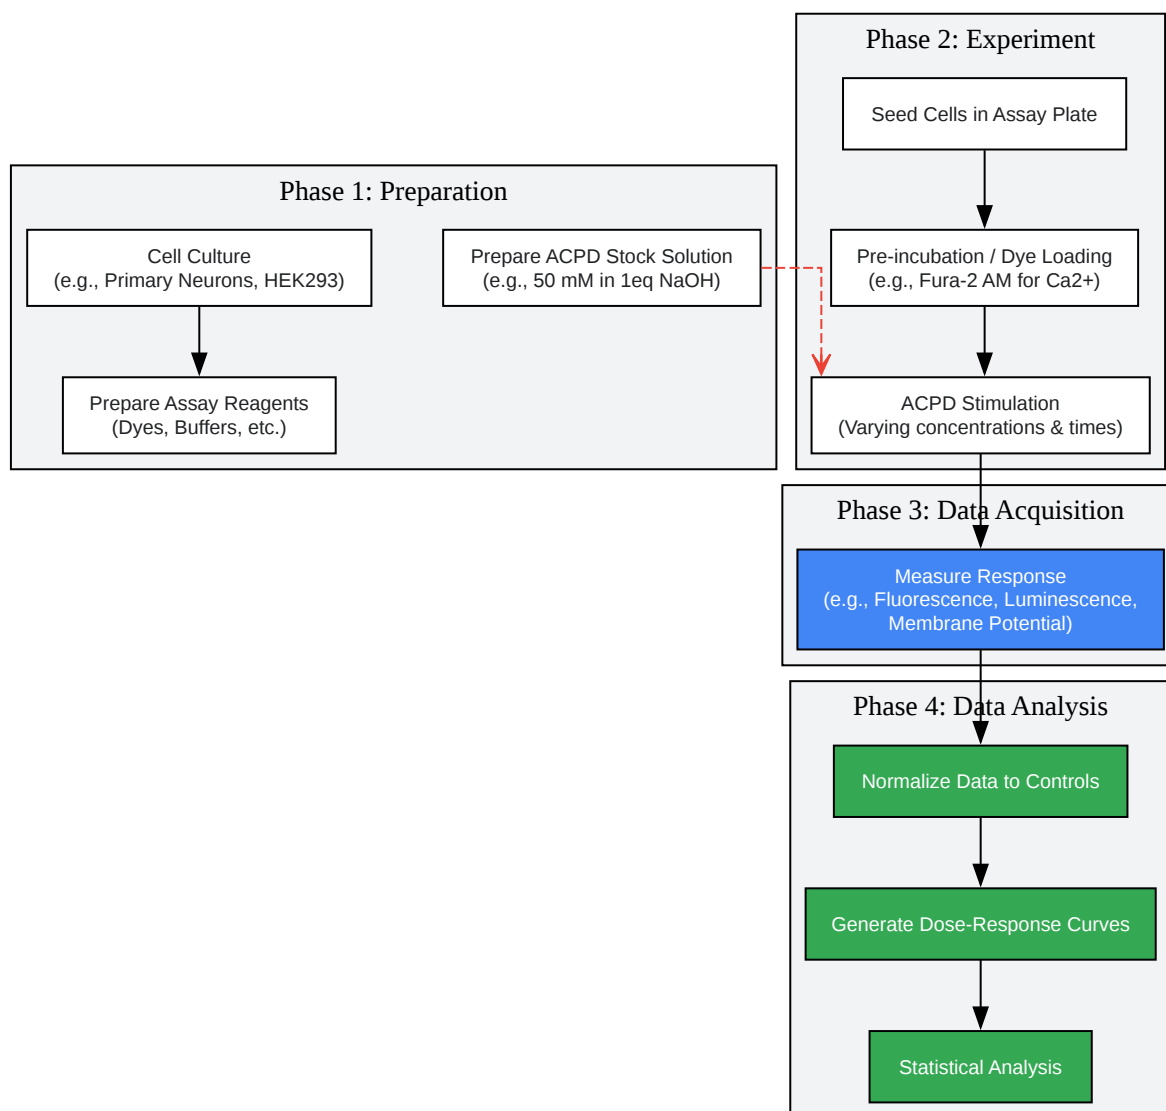 Phase 1: Preparation
Cell Culture
(e.g., Primary Neurons, HEK293)
Prepare ACPD Stock Solution
(e.g., 50 mM in 1eq NaOH)
Prepare Assay Reagents
(Dyes, Buffers, etc.)
Phase 2: Experiment
Seed Cells in Assay Plate
Pre-incubation / Dye Loading
(e.g., Fura-2 AM for Ca2+)
ACPD Stimulation
(Varying concentrations & times)
Phase 3: Data Acquisition
Measure Response
(e.g., Fluorescence, Luminescence,
Membrane Potential)
Phase 4: Data Analysis
Normalize Data to Controls
Generate Dose-Response Curves
Statistical Analysis